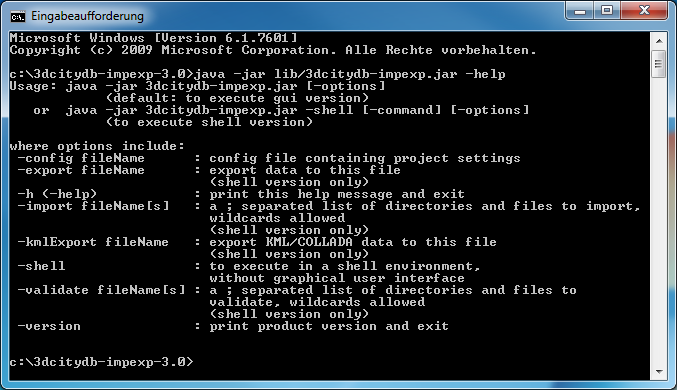 Eingabeaufforderung
Microsoft Windows [Version 6.1.7601]
Copyright (c) 2009 Microsoft Corporation. Alle Rechte vorbehalten.
c:\3dcitydb-impexp-3.0>java -jar lib/3dcitydb-impexp.jar -help
Usage: java -jar 3dcitydb-impexp.jar [-options]
(default: to execute gui version)
or java -jar 3dcitydb-impexp.jar -shell [-command] [-options]
(to execute shell version)
where options include:
-config fileName : config file containing project settings
-export fileName : export data to this file
(shell version only)
-h (-help) : print this help message and exit
-import fileName[s] : a ; separated list of directories and files to import,
wildcards allowed
(shell version only)
-kmlExport fileName : export KML/COLLADA data to this file
(shell version only)
-shell : to execute in a shell environment,
without graphical user interface
-validate fileName[s] : a ; separated list of directories and files to
validate, wildcards allowed
(shell version only)
-version : print product version and exit
c:\3dcitydb-impexp-3.0>